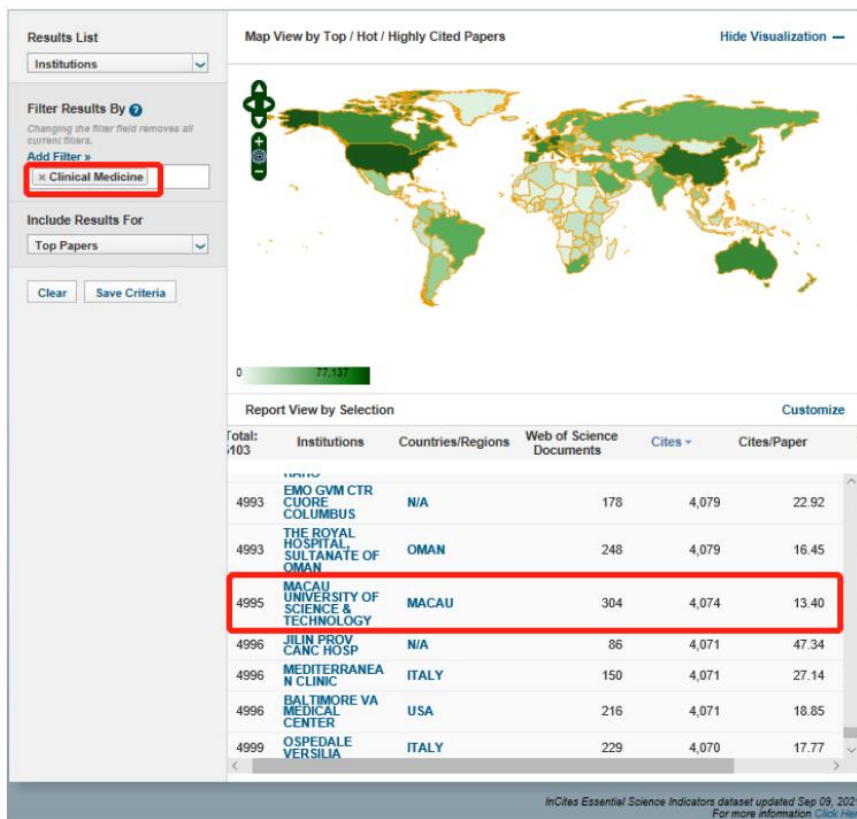 Results List
Institutions
Filter Results By ?
Changing the filter field removes all
current filters.
Add Filter »
× Clinical Medicine
Include Results For
Top Papers
Clear Save Criteria
Map View by Top / Hot / Highly Cited Papers Hide Visualization —
+
−
0 77,137
Report View by Selection Customize
Total: Institutions Countries/Regions Web of Science Documents Cites Cites/Paper
4993 EMO GVM CTR CUORE COLUMBUS N/A 178 4,079 22.92
4993 THE ROYAL HOSPITAL, SULTANATE OF OMAN OMAN 248 4,079 16.45
4995 MACAU UNIVERSITY OF SCIENCE & TECHNOLOGY MACAU 304 4,074 13.40
4996 JILIN PROV CANC HOSP N/A 86 4,071 47.34
4996 MEDITERRANEA N CLINIC ITALY 150 4,071 27.14
4996 BALTIMORE VA MEDICAL CENTER USA 216 4,071 18.85
4999 OSPEDALE VERSILIA ITALY 229 4,070 17.77
InCites Essential Science Indicators dataset updated Sep 09, 202
For more information Click